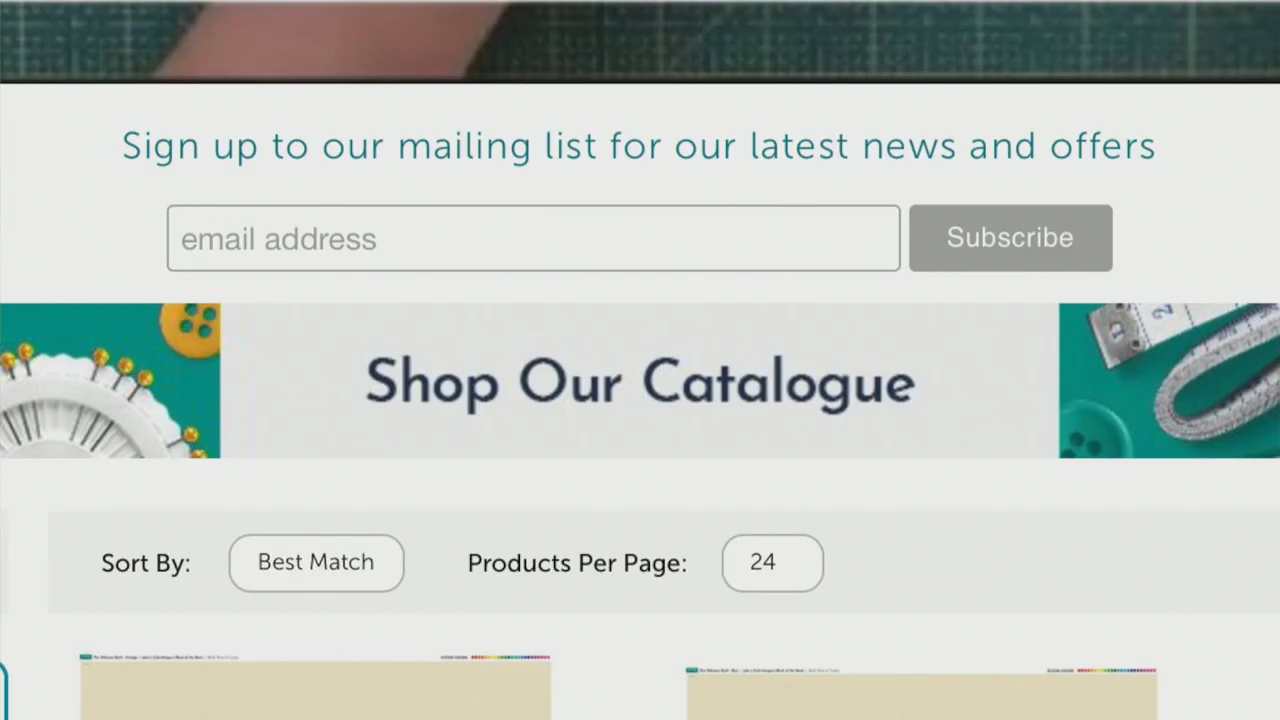 Sign up to our mailing list for our latest news and offers
email address
Subscribe
Shop Our Catalogue
Sort By:
Best Match
Products Per Page:
24